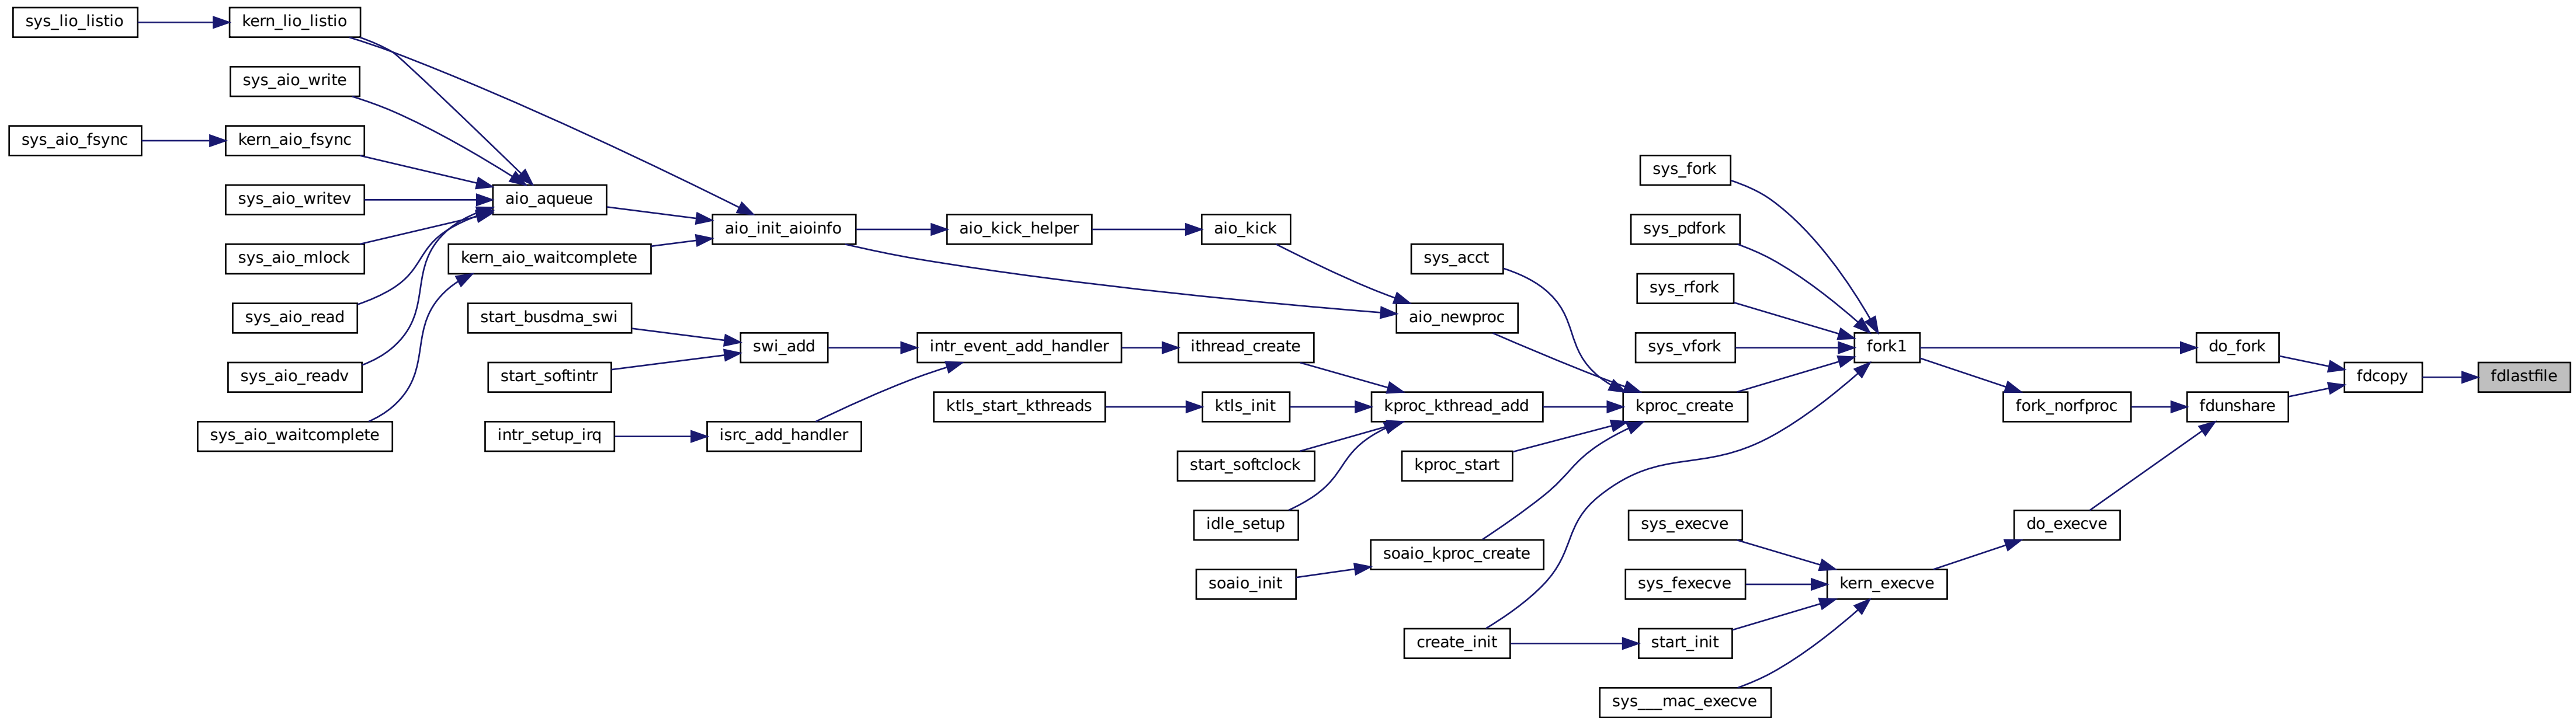 sys_lio_listio
kern_lio_listio
sys_aio_write
sys_aio_fsync
kern_aio_fsync
sys_aio_writev
sys_aio_mlock
sys_aio_read
sys_aio_readv
sys_aio_waitcomplete
aio_aqueue
kern_aio_waitcomplete
start_busdma_swi
start_softintr
intr_setup_irq
aio_init_aioinfo
swi_add
isrc_add_handler
aio_kick_helper
intr_event_add_handler
ktls_start_kthreads
aio_kick
ithread_create
ktls_init
start_softclock
idle_setup
soaio_init
sys_acct
aio_newproc
kproc_kthread_add
kproc_start
soaio_kproc_create
create_init
sys_fork
sys_pdfork
sys_rfork
sys_vfork
kproc_create
sys_execve
sys_fexecve
start_init
sys___mac_execve
fork1
kern_execve
fork_norfproc
do_execve
do_fork
fdunshare
fdcopy
fdlastfile